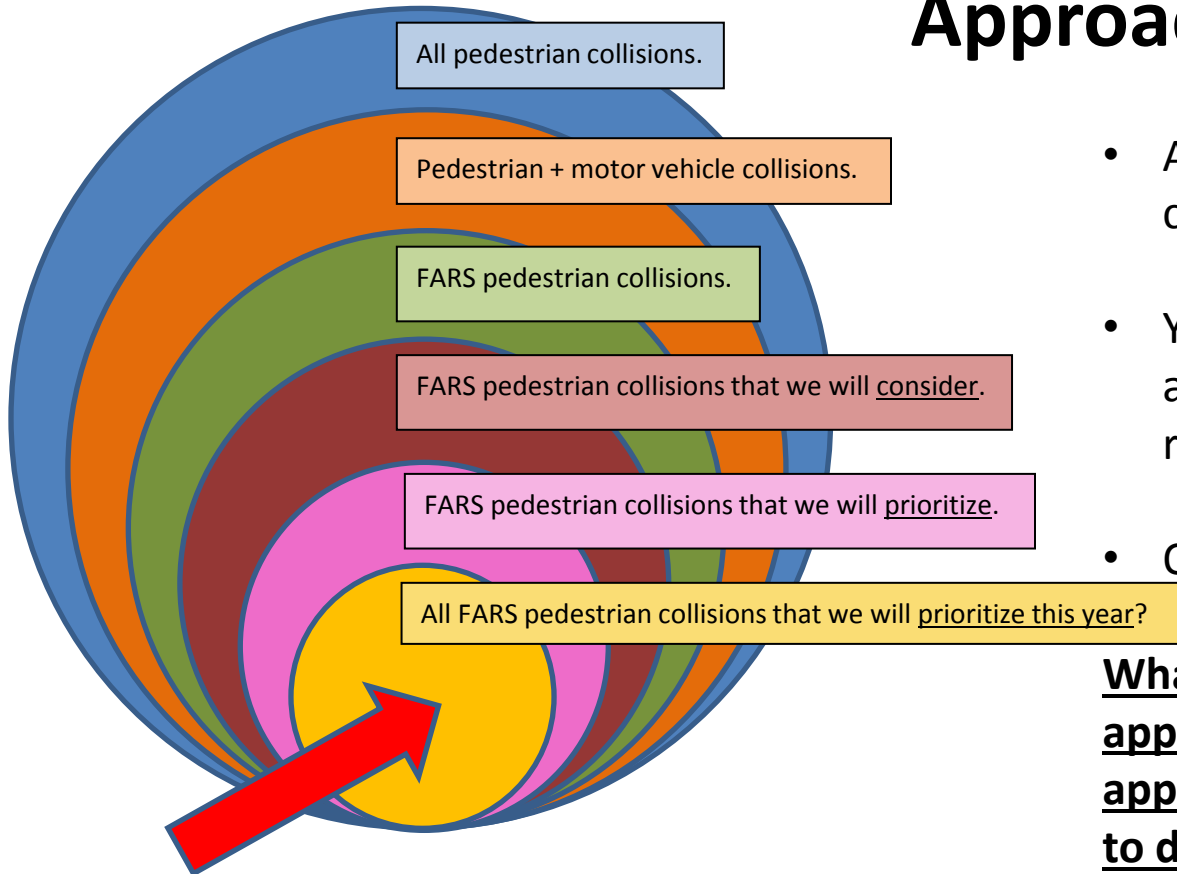 Approac
All pedestrian collisions.
Pedestrian + motor vehicle collisions.
FARS pedestrian collisions.
FARS pedestrian collisions that we will consider.
FARS pedestrian collisions that we will prioritize.
All FARS pedestrian collisions that we will prioritize this year?
Wha
app
app
to d